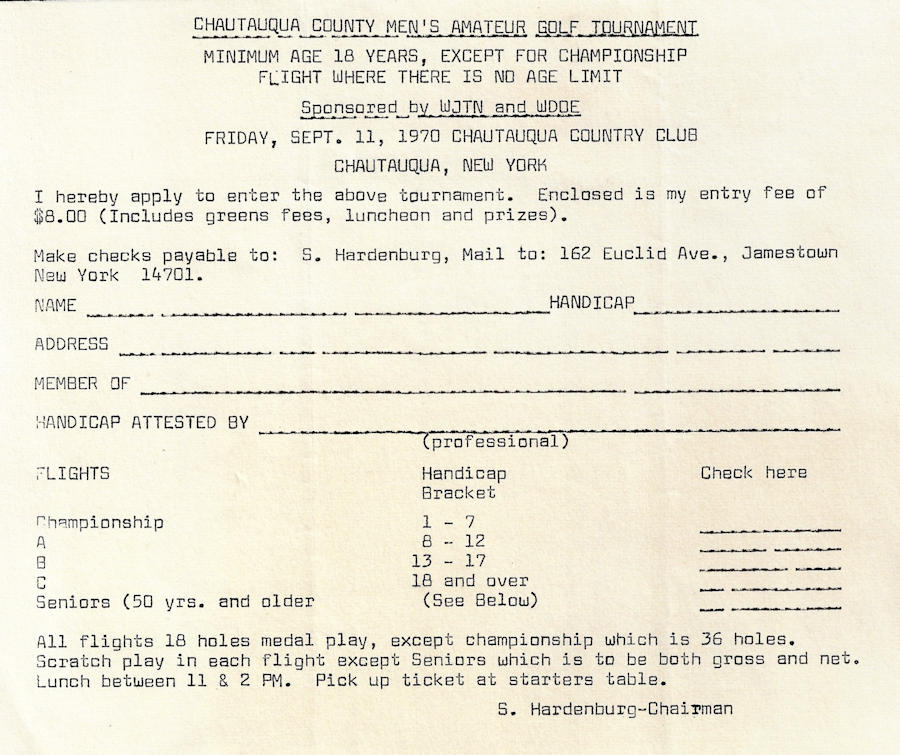 CHAUTAUQUA COUNTY MEN'S AMATEUR GOLF TOURNAMENT
MINIMUM AGE 18 YEARS, EXCEPT FOR CHAMPIONSHIP
FLIGHT WHERE THERE IS NO AGE LIMIT
Sponsored by WJTN and WDOE
FRIDAY, SEPT. 11, 1970 CHAUTAUQUA COUNTRY CLUB
CHAUTAUQUA, NEW YORK
I hereby apply to enter the above tournament. Enclosed is my entry fee of
$8.00 (Includes greens fees, luncheon and prizes).
Make checks payable to: S. Hardenburg, Mail to: 162 Euclid Ave., Jamestown
New York 14701.
NAME HANDICAP
ADDRESS
MEMBER OF
HANDICAP ATTESTED BY
(professional)
FLIGHTS Handicap Check here
Bracket
Championship 1 - 7
A 8 - 12
B 13 - 17
C 18 and over
Seniors (50 yrs. and older (See Below)
All flights 18 holes medal play, except championship which is 36 holes.
Scratch play in each flight except Seniors which is to be both gross and net.
Lunch between 11 & 2 PM. Pick up ticket at starters table.
S. Hardenburg-Chairman